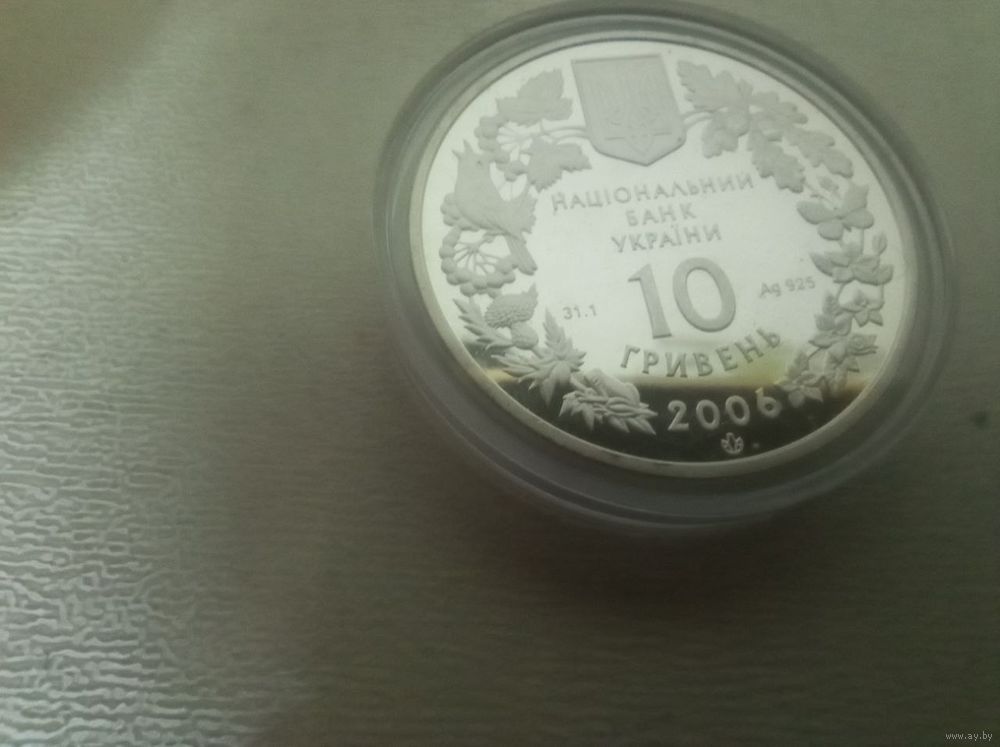 НАЦІОНАЛЬНИЙ
БАНК
УКРАЇНИ
31.1
10
Ag 925
ГРИВЕНЬ
2006
www.ay.by